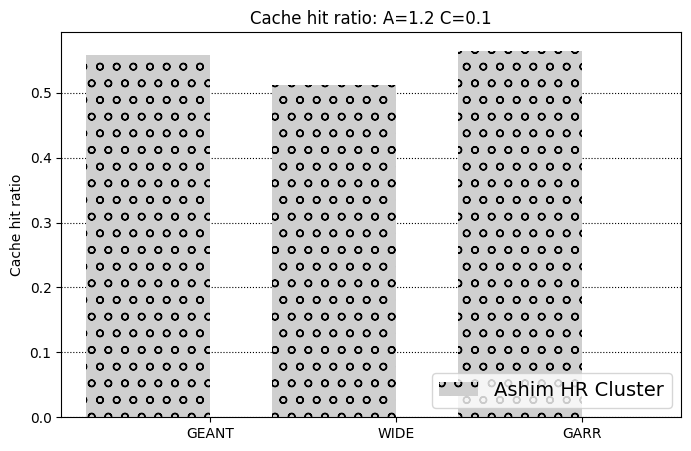 Cache hit ratio: A=1.2 C=0.1
Cache hit ratio
0.5
0.4
0.3
0.2
0.1
0.0
Ashim HR Cluster
GEANT
WIDE
GARR